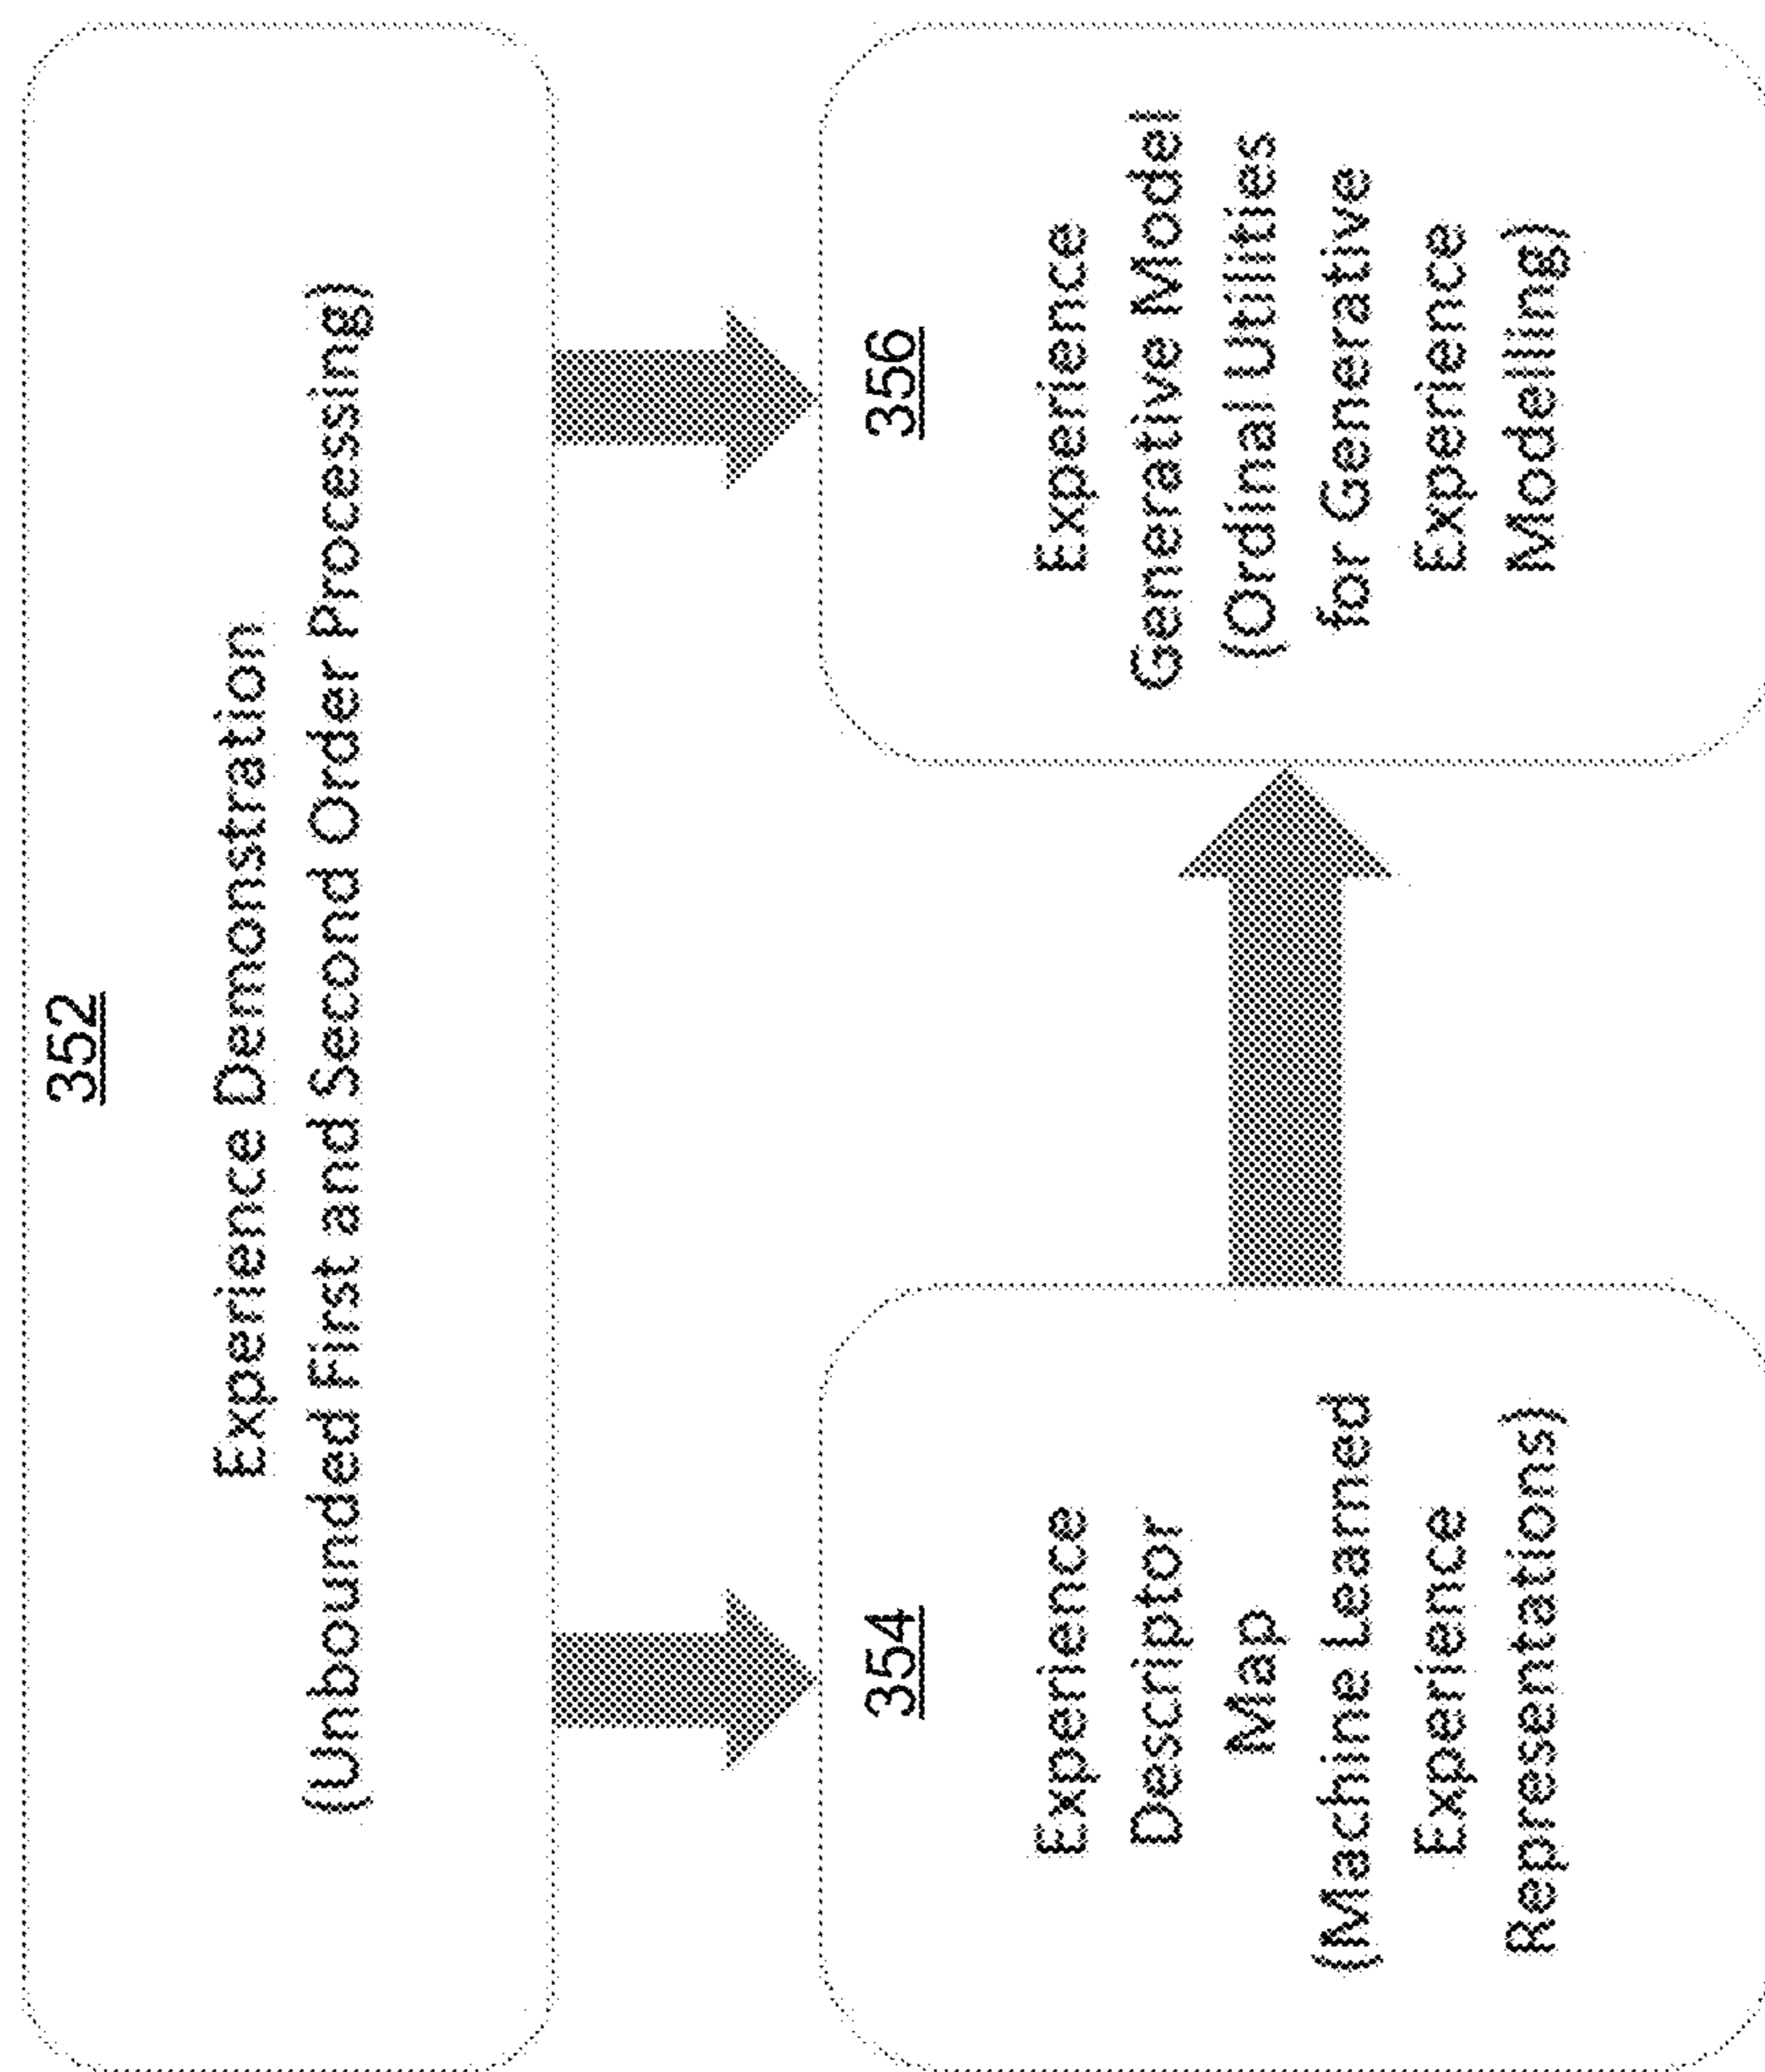 352
Experience Demonstration
(Unbounded First and Second Order Processing)
354
Experience
Descriptor
Map
(Machine Learned
Experience
Representations)
356
Experience
Generative Model
(Ordinal Utilities
for Generative
Experience
Modelling)